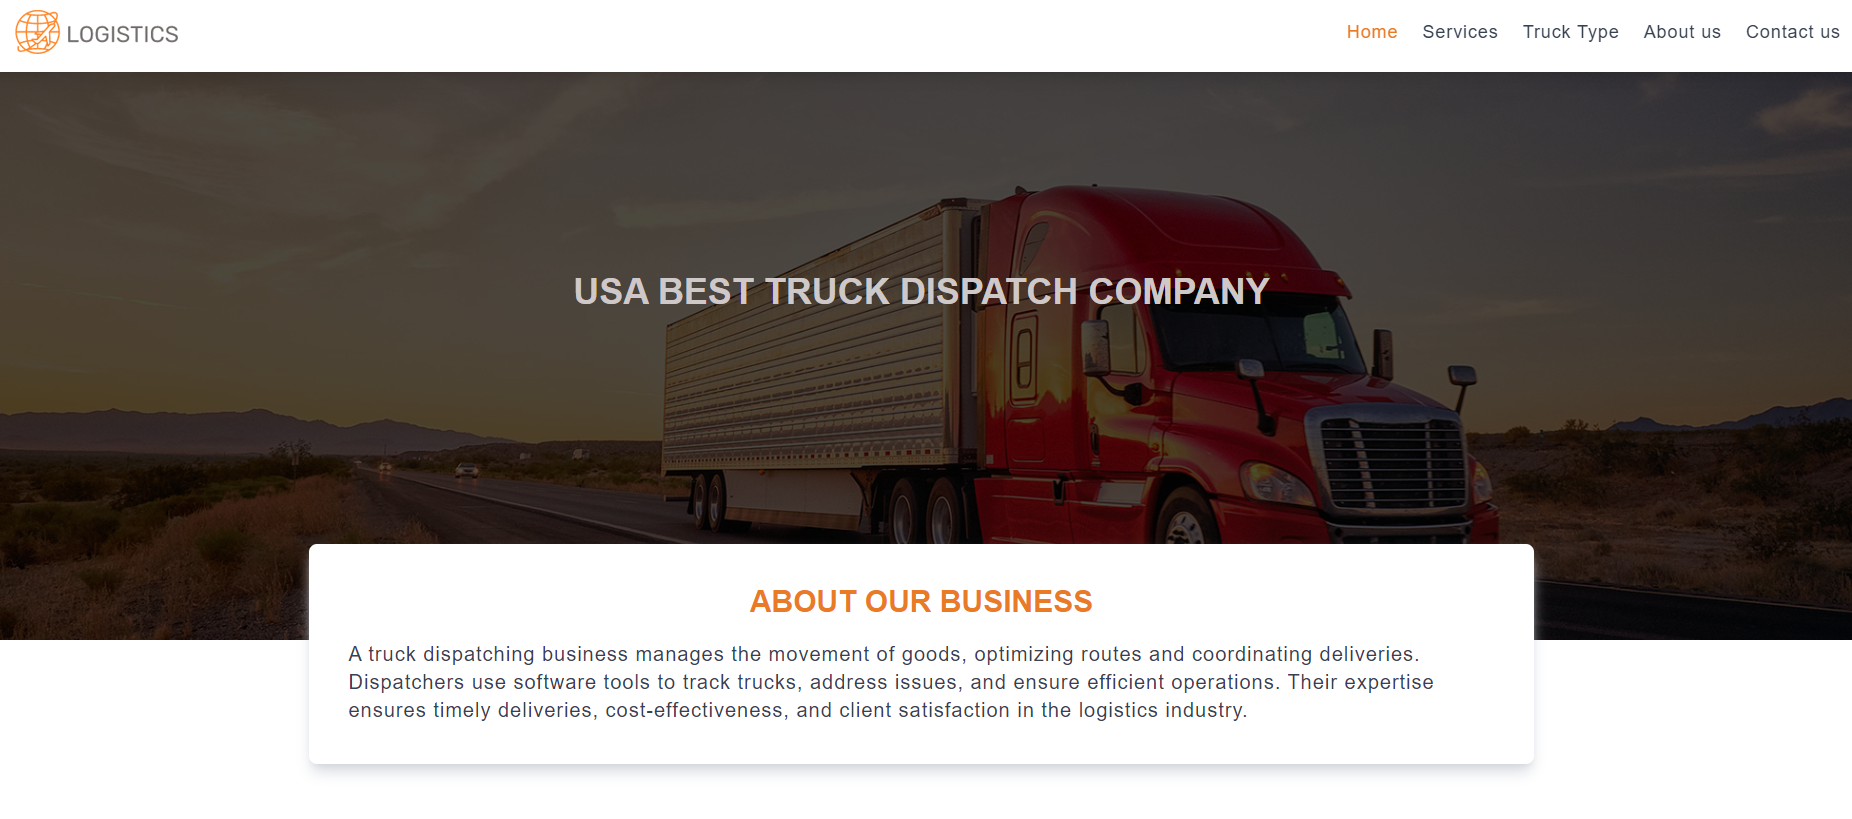 LOGISTICS
Home Services Truck Type About us Contact us
USA BEST TRUCK DISPATCH COMPANY
ABOUT OUR BUSINESS
A truck dispatching business manages the movement of goods, optimizing routes and coordinating deliveries.
Dispatchers use software tools to track trucks, address issues, and ensure efficient operations. Their expertise
ensures timely deliveries, cost-effectiveness, and client satisfaction in the logistics industry.